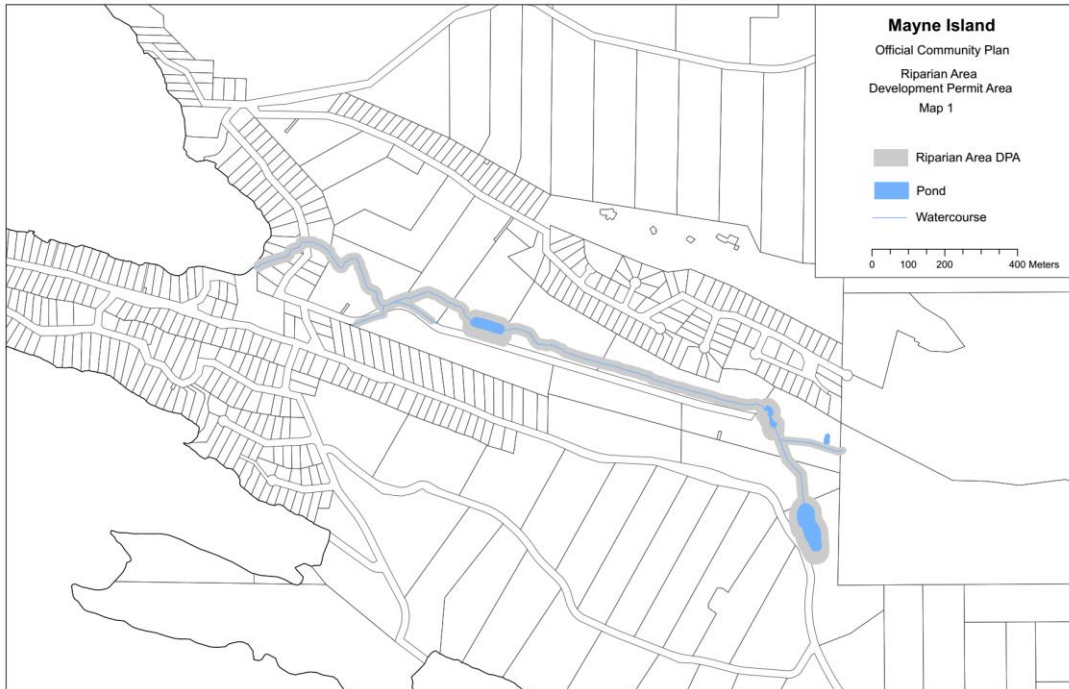 Mayne Island
Official Community Plan
Riparian Area
Development Permit Area
Map 1
Riparian Area DPA
Pond
Watercourse
0 100 200 400 Meters